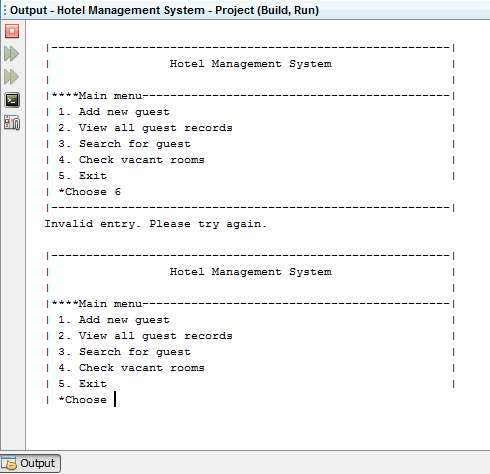 Output - Hotel Management System - Project (Build, Run)
|---------------------------------------------------------|
| Hotel Management System |
| |
|****Main menu--------------------------------------------|
| 1. Add new guest |
| 2. View all guest records |
| 3. Search for guest |
| 4. Check vacant rooms |
| 5. Exit |
| *Choose 6
|---------------------------------------------------------|
Invalid entry. Please try again.
|---------------------------------------------------------|
| Hotel Management System |
| |
|****Main menu--------------------------------------------|
| 1. Add new guest |
| 2. View all guest records |
| 3. Search for guest |
| 4. Check vacant rooms |
| 5. Exit |
| *Choose
Output